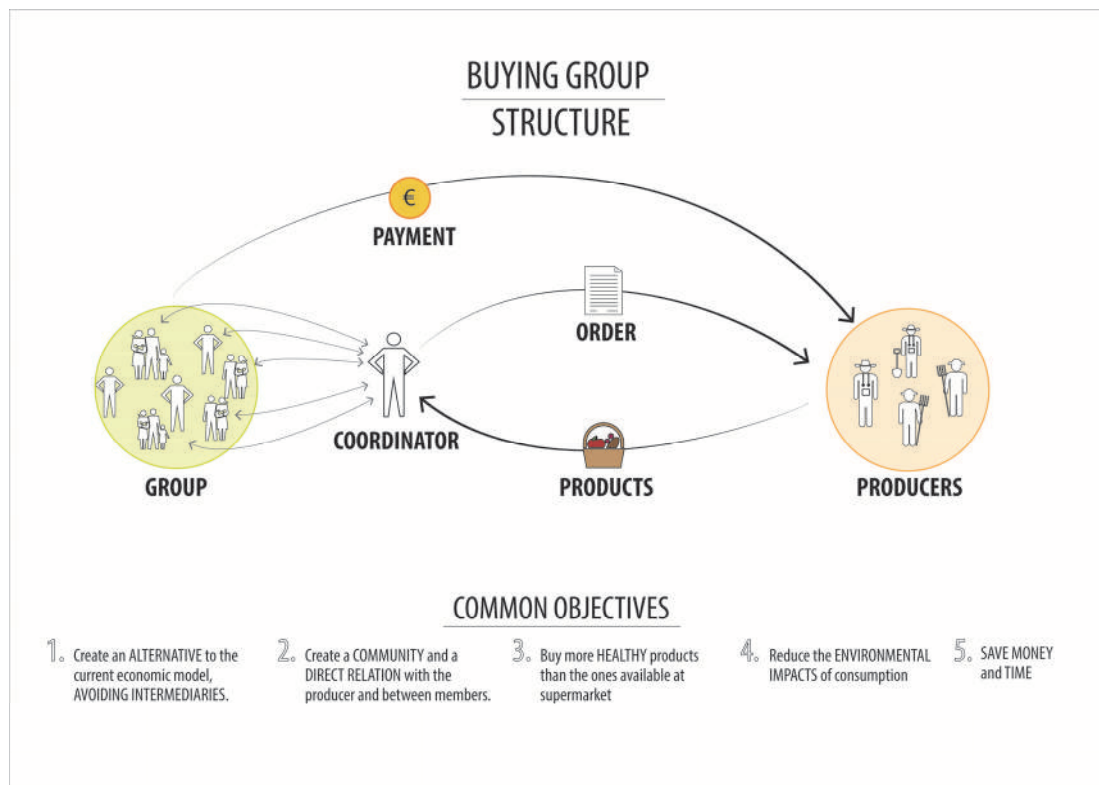 BUYING GROUP
STRUCTURE
€
PAYMENT
ORDER
COORDINATOR
GROUP
PRODUCTS
PRODUCERS
COMMON OBJECTIVES
1. Create an ALTERNATIVE to the
current economic model,
AVOIDING INTERMEDIARIES.
2. Create a COMMUNITY and a
DIRECT RELATION with the
producer and between members.
3. Buy more HEALTHY products
than the ones available at
supermarket
4. Reduce the ENVIRONMENTAL
IMPACTS of consumption
5. SAVE MONEY
and TIME